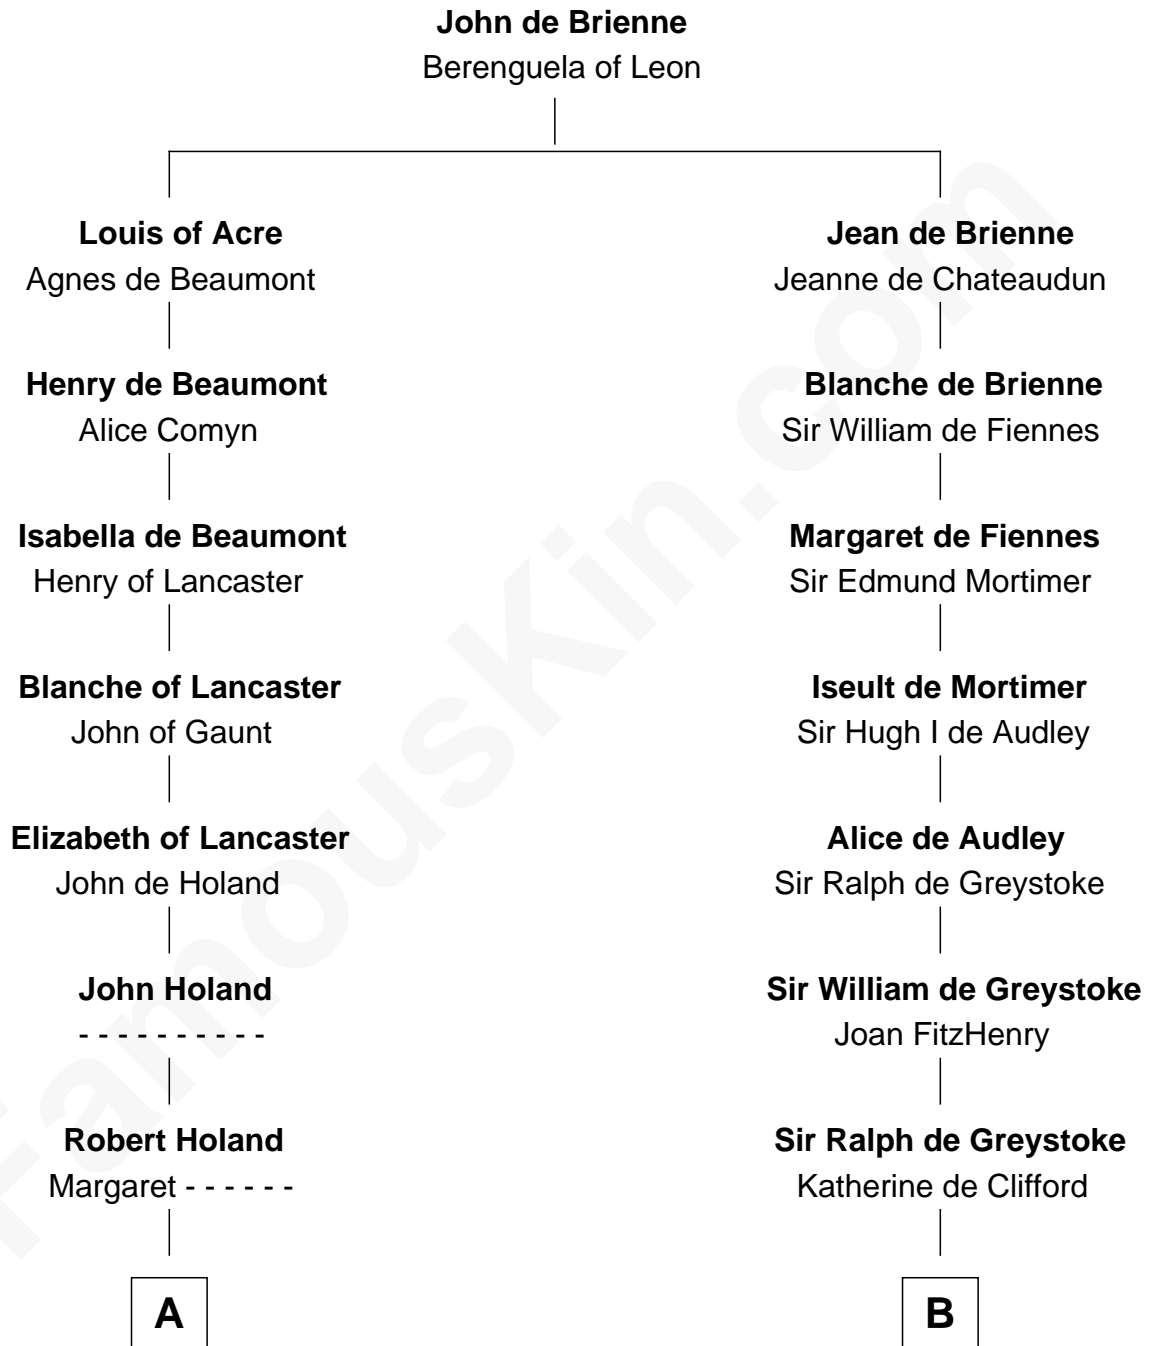 John de Brienne
Berenguela of Leon
Louis of Acre
Agnes de Beaumont
Jean de Brienne
Jeanne de Chateaudun
Henry de Beaumont
Alice Comyn
Blanche de Brienne
Sir William de Fiennes
Isabella de Beaumont
Henry of Lancaster
Margaret de Fiennes
Sir Edmund Mortimer
Blanche of Lancaster
John of Gaunt
Iseult de Mortimer
Sir Hugh I de Audley
Elizabeth of Lancaster
John de Holand
Alice de Audley
Sir Ralph de Greystoke
John Holand
- - - - - - - - - -
Sir William de Greystoke
Joan FitzHenry
Robert Holand
Margaret - - - - - -
Sir Ralph de Greystoke
Katherine de Clifford
A
B
FamousKin.com